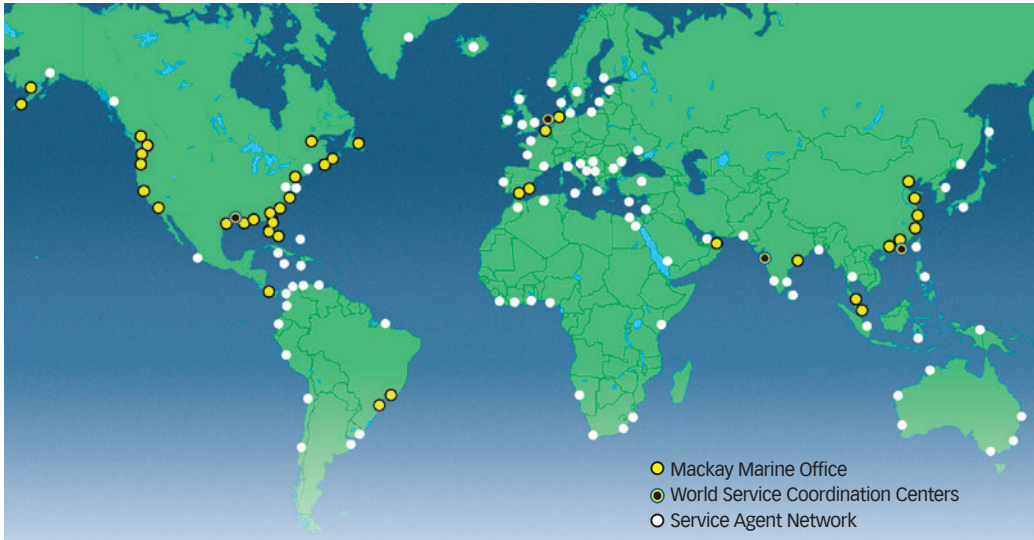 Mackay Marine Office
World Service Coordination Centers
Service Agent Network